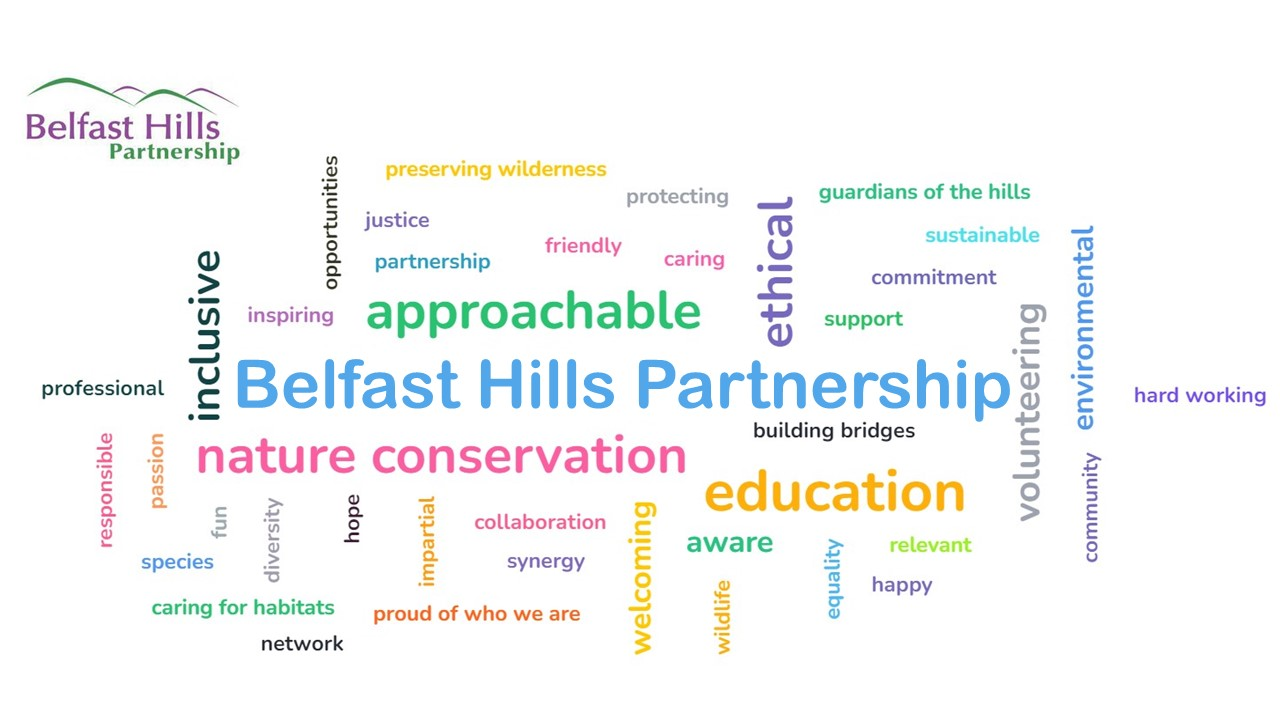 Belfast Hills
Partnership
opportunities
preserving wilderness
protecting
ethical
guardians of the hills
justice
friendly
sustainable
environmental
inclusive
partnership
caring
commitment
inspiring
approachable
support
volunteering
professional
Belfast Hills Partnership
hard working
building bridges
responsible
passion
nature conservation
education
community
fun
diversity
hope
impartial
collaboration
welcoming
aware
equality
relevant
species
synergy
wildlife
happy
caring for habitats
proud of who we are
network